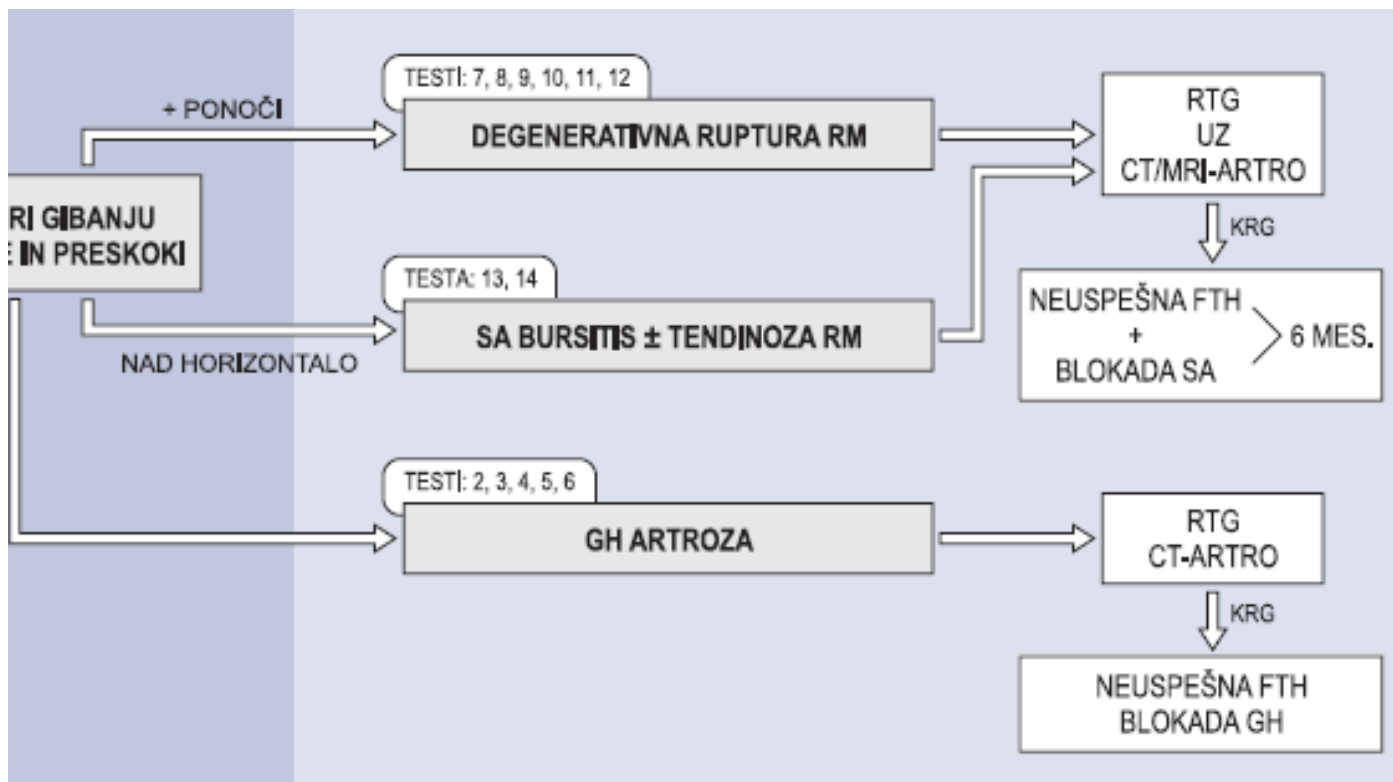 + PONOČI
TESTI: 7, 8, 9, 10, 11, 12
DEGENERATIVNA RUPTURA RM
RTG
UZ
CT/MRI-ARTRO
RI GIBANJU
E IN PRESKOKI
KRG
TESTA: 13, 14
SA BURSITIS ± TENDINOZA RM
NAD HORIZONTALO
NEUSPEŠNA FTH
+
BLOKADA SA
6 MES.
TESTI: 2, 3, 4, 5, 6
GH ARTROZA
RTG
CT-ARTRO
KRG
NEUSPEŠNA FTH
BLOKADA GH